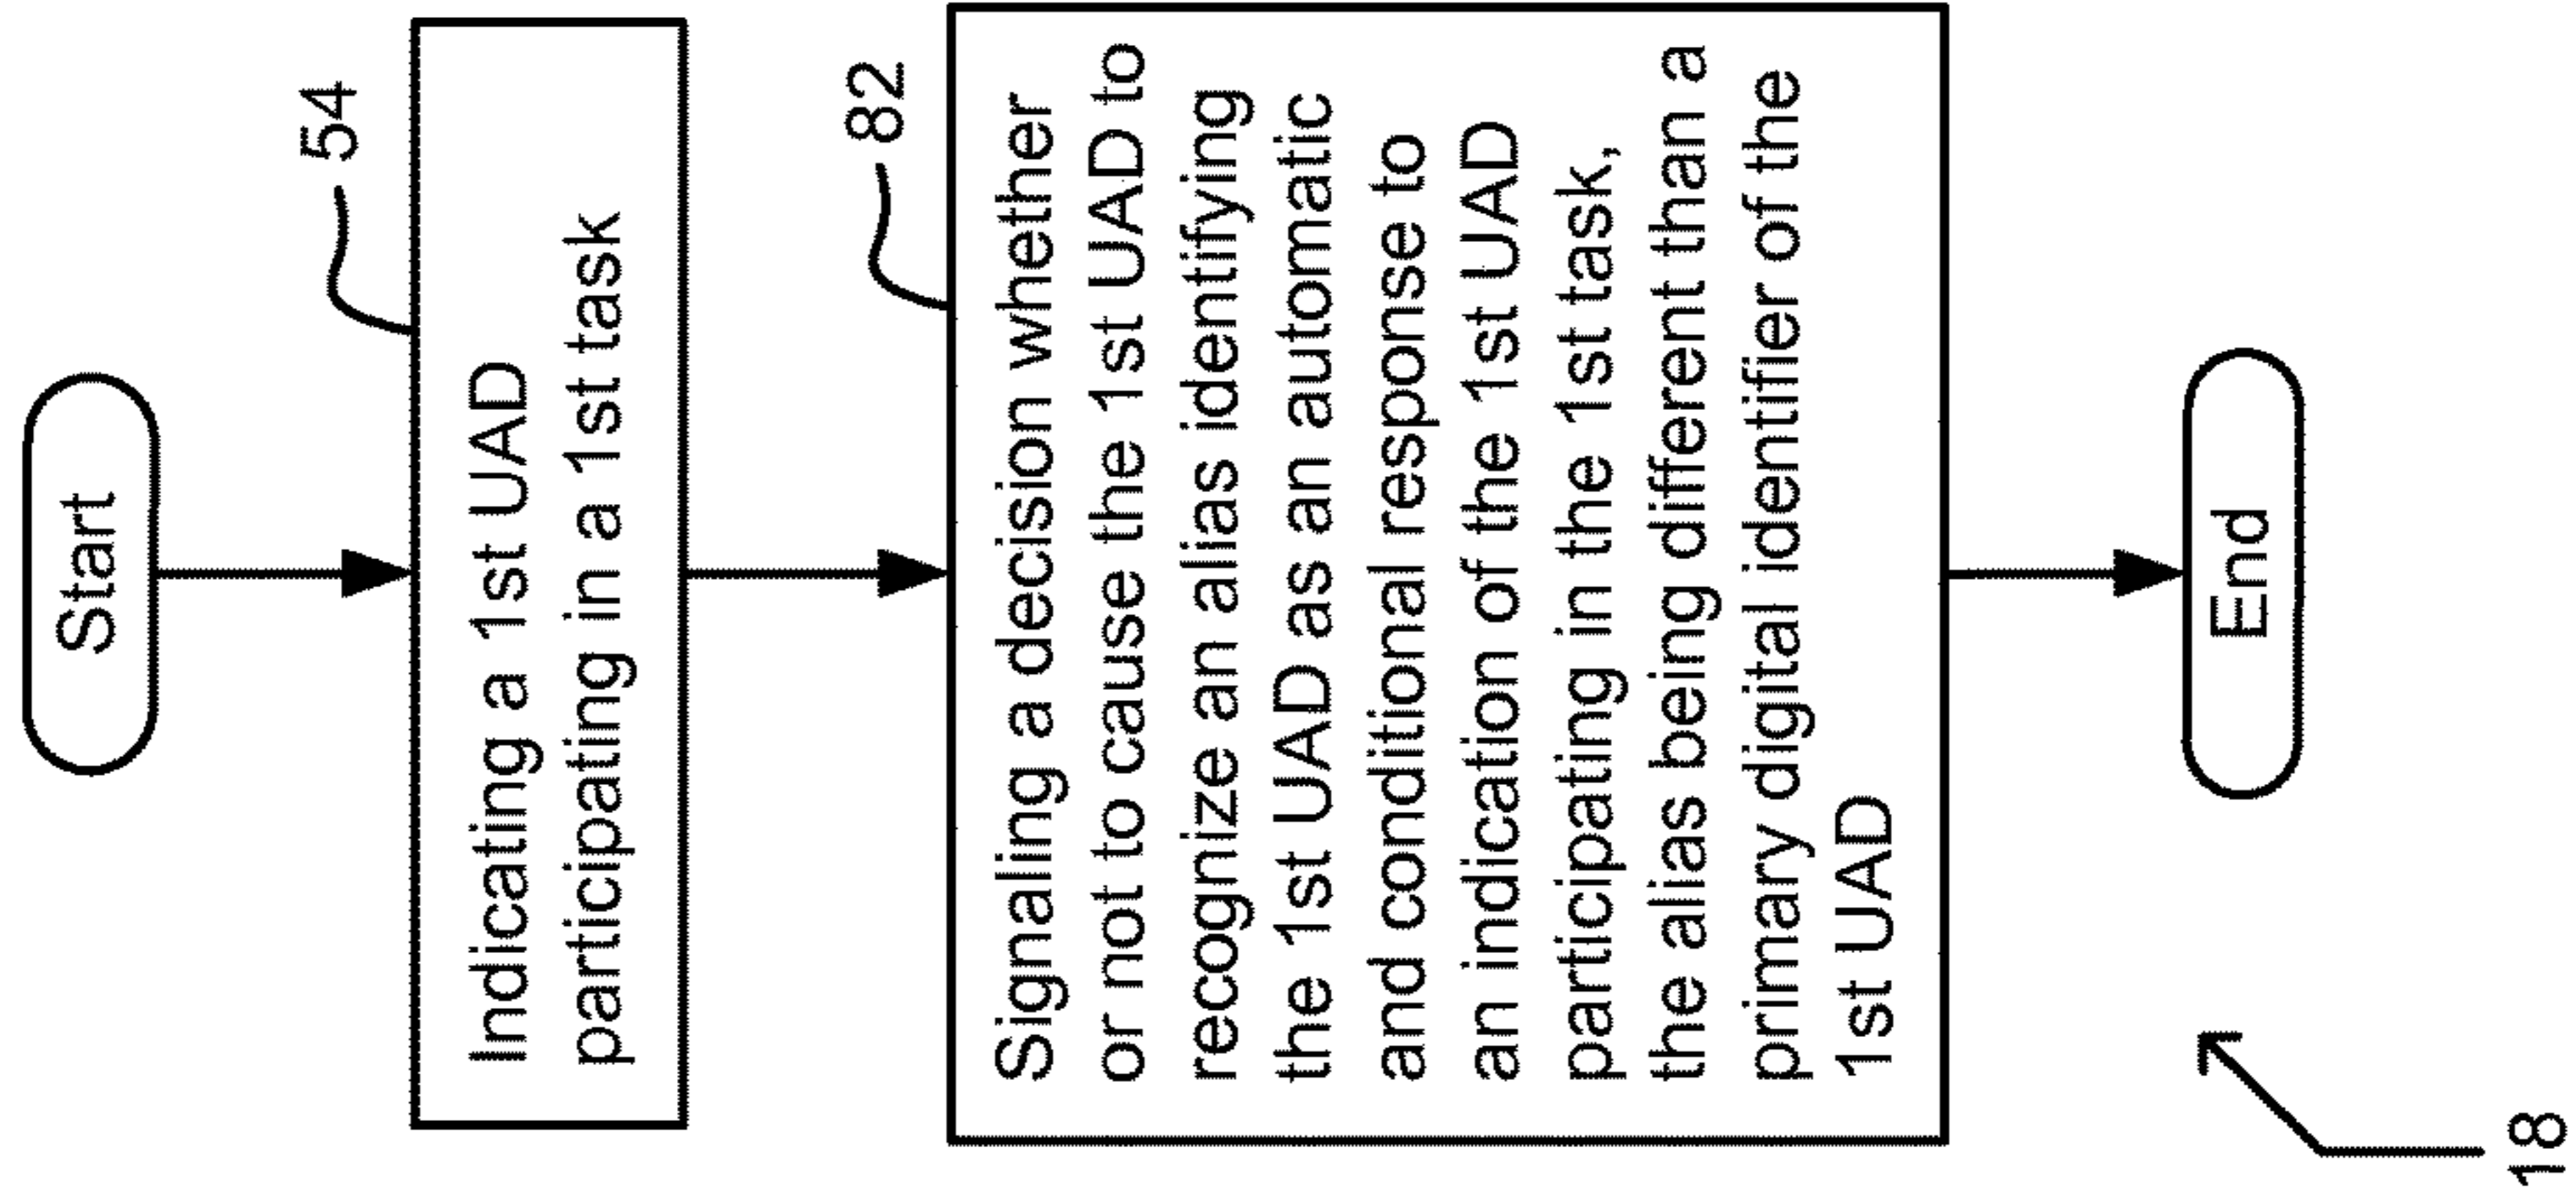 Start
54
Indicating a 1st UAD
participating in a 1st task
82
Signaling a decision whether
or not to cause the 1st UAD to
recognize an alias identifying
the 1st UAD as an automatic
and conditional response to
an indication of the 1st UAD
participating in the 1st task,
the alias being different than a
primary digital identifier of the
1st UAD
End
18